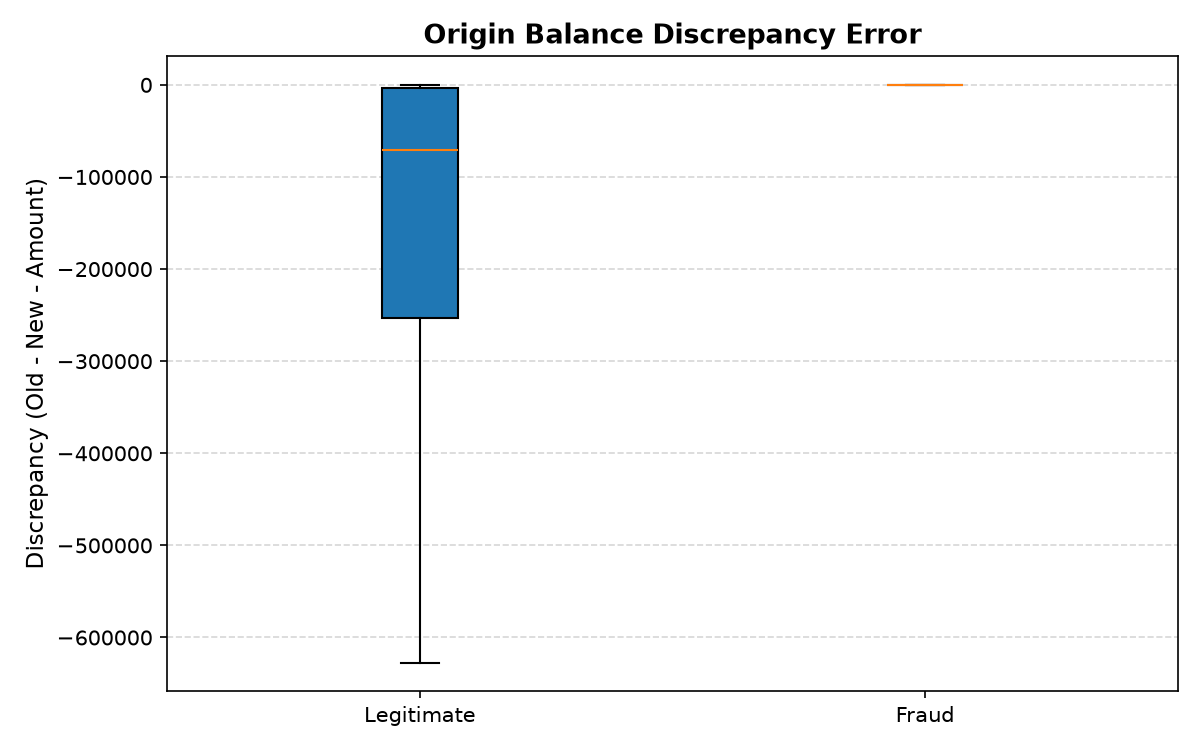 Origin Balance Discrepancy Error
Discrepancy (Old - New - Amount)
0
−100000
−200000
−300000
−400000
−500000
−600000
Legitimate
Fraud